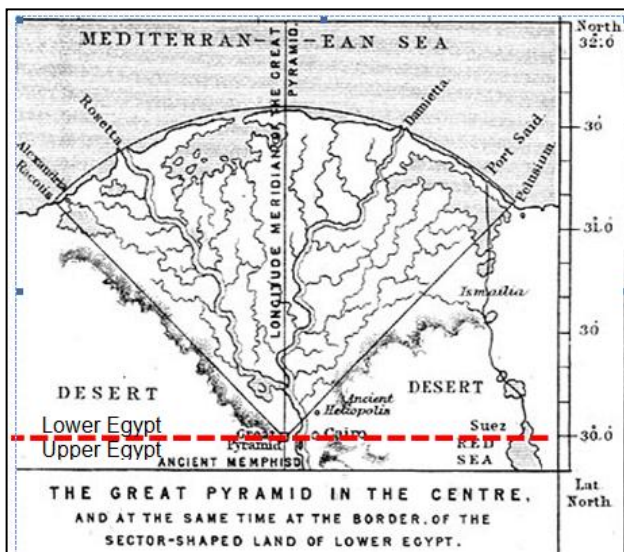 MEDITERRAN-EAN SEA
North
32°.0
LONGITUDE MERIDIAN OF THE GREAT PYRAMID.
Rosetta
Damietta
30'
Port Said
Pelusium
Alexandria
Racotis
31°.0
Ismailia
30'
DESERT
DESERT
Ancient
Heliopolis
Lower Egypt
Great
Pyramid
Cairo
Suez
30°.0
Upper Egypt
RED
SEA
ANCIENT MEMPHIS
Lat
North
THE GREAT PYRAMID IN THE CENTRE,
AND AT THE SAME TIME AT THE BORDER, OF THE
SECTOR-SHAPED LAND OF LOWER EGYPT.